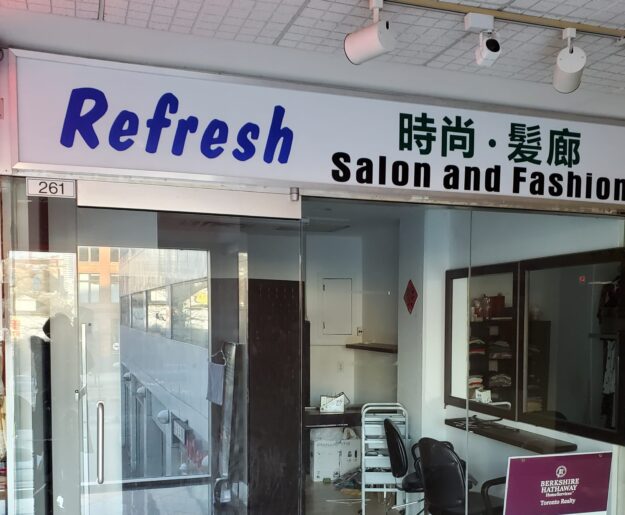 Refresh
時尚·髮廊
Salon and Fashion
261
BERKSHIRE
HATHAWAY
HomeServices
Toronto Realty